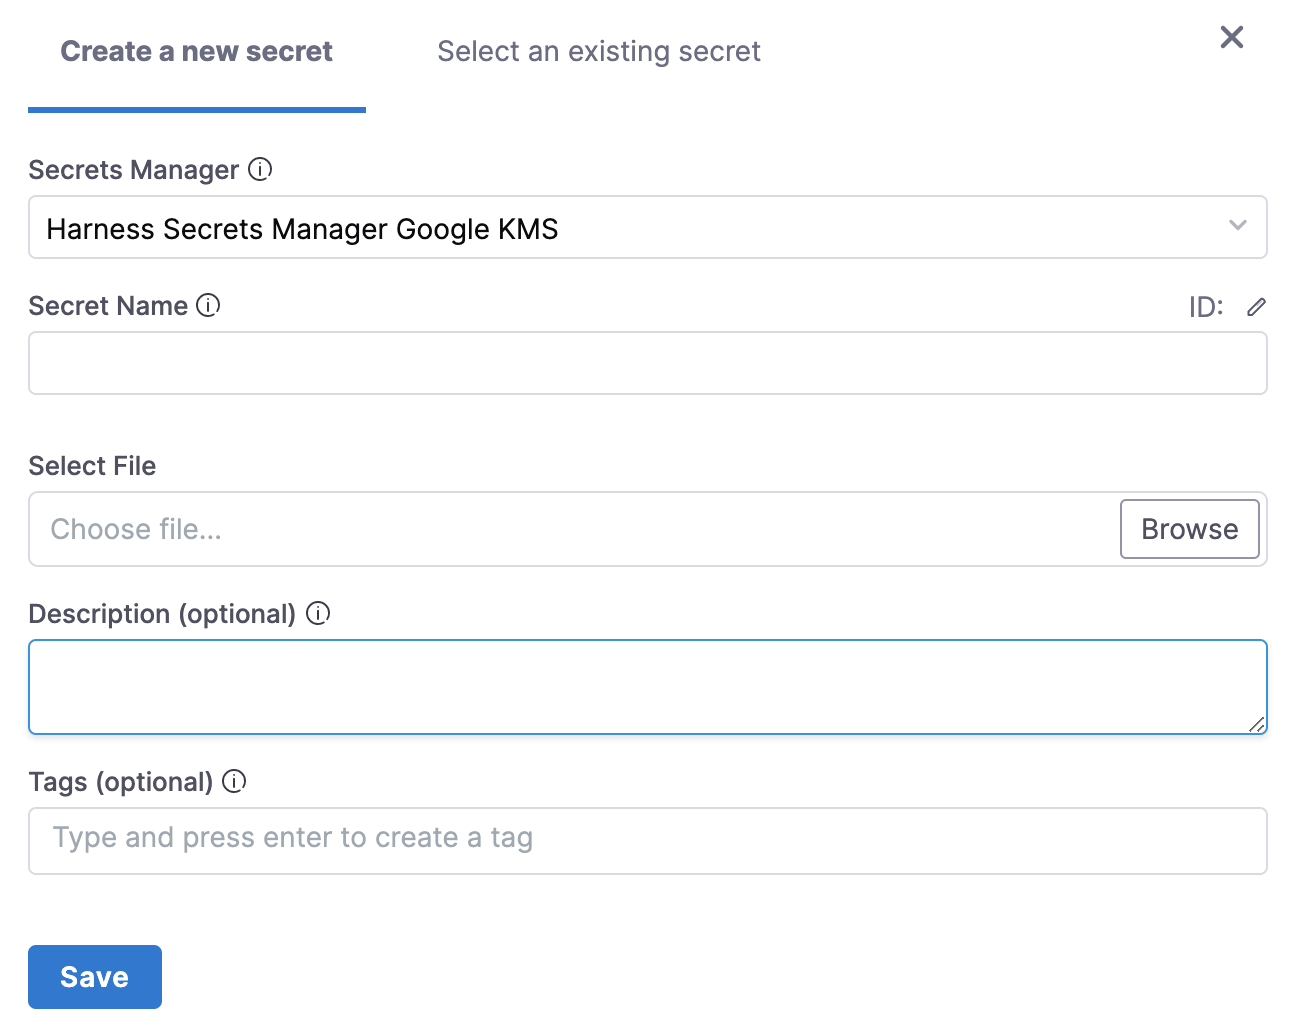 Create a new secret
Select an existing secret
Secrets Manager
Harness Secrets Manager Google KMS
Secret Name
ID:
Select File
Choose file...
Browse
Description (optional)
Tags (optional)
Type and press enter to create a tag
Save